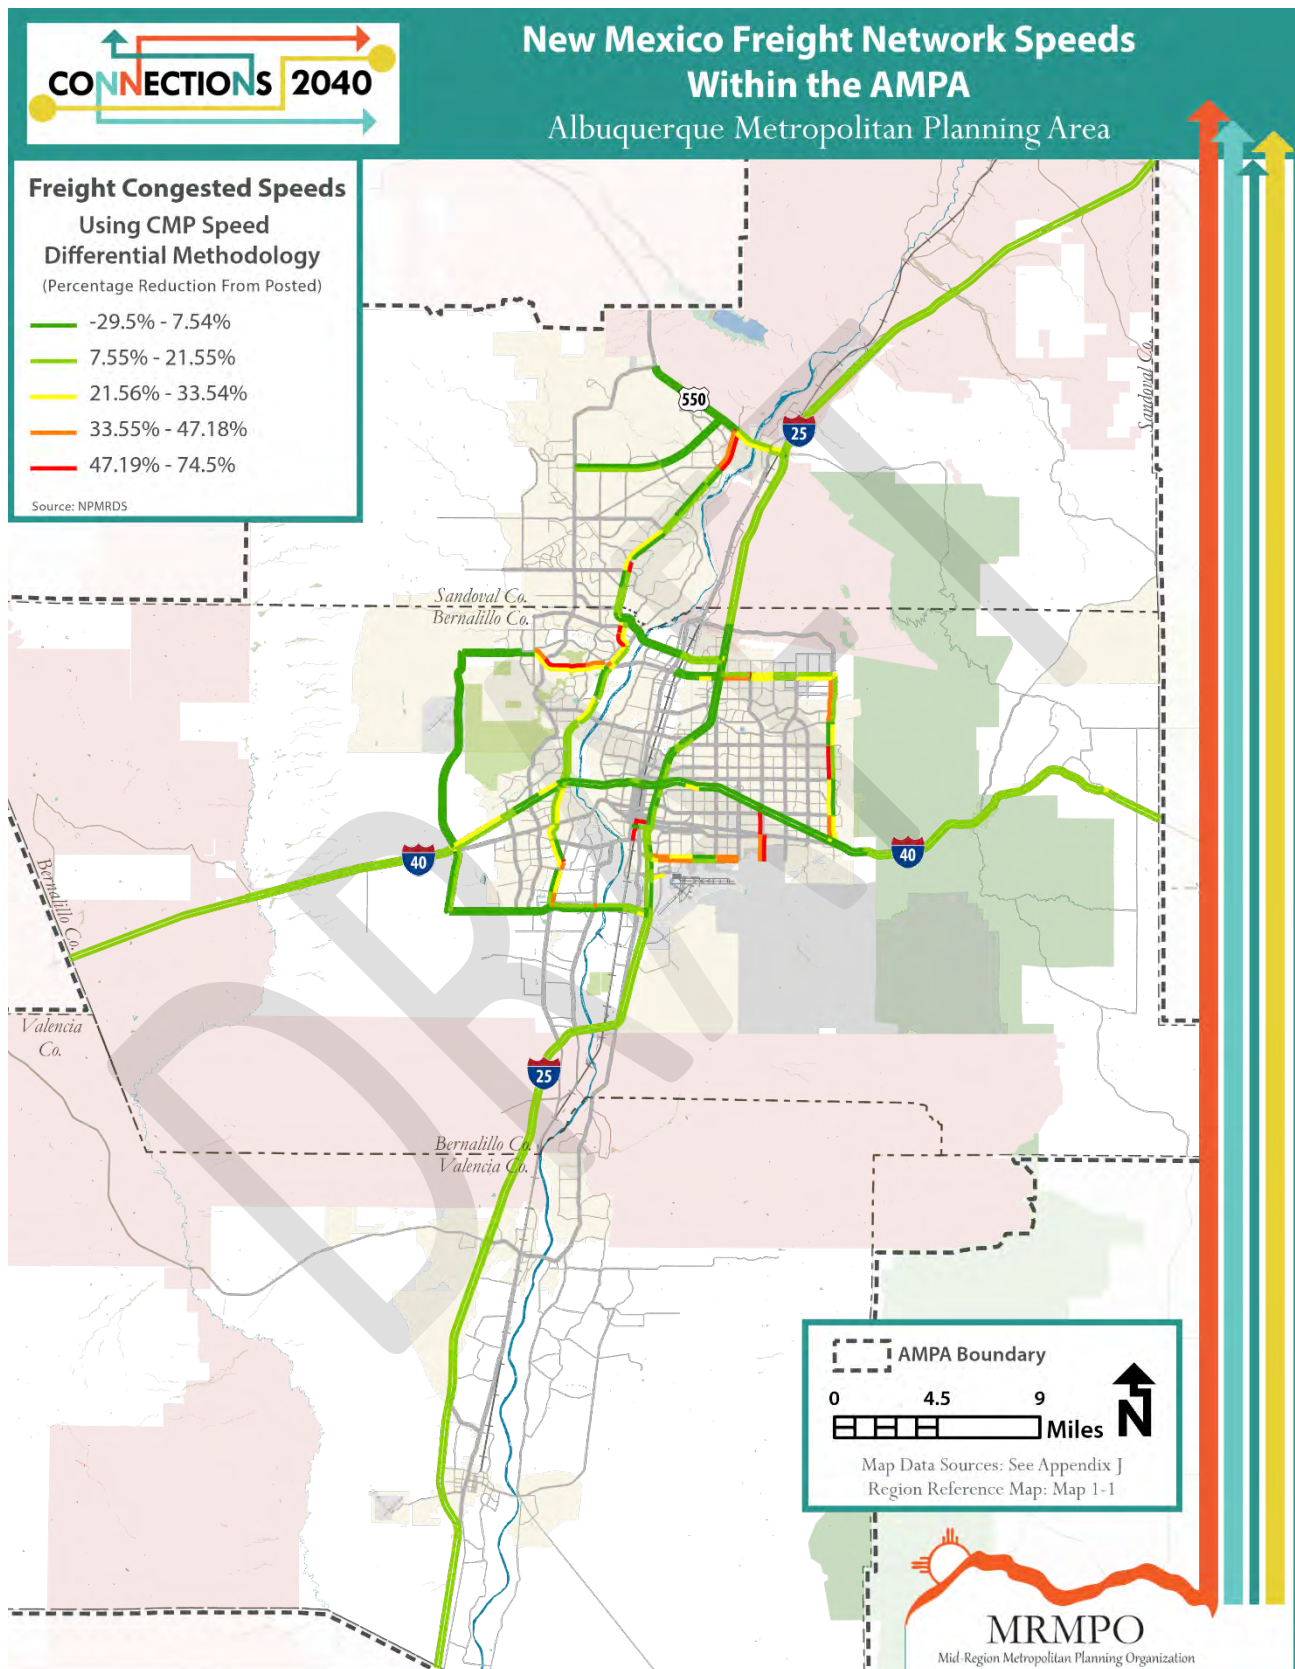 CONNECTIONS 2040
New Mexico Freight Network Speeds
Within the AMPA
Albuquerque Metropolitan Planning Area
Freight Congested Speeds
Using CMP Speed
Differential Methodology
(Percentage Reduction From Posted)
-29.5% - 7.54%
7.55% - 21.55%
21.56% - 33.54%
33.55% - 47.18%
47.19% - 74.5%
Source: NPMRDS
550
25
Sandoval Co.
Sandoval Co.
Bernalillo Co.
40
40
Bernalillo Co.
Valencia
Co.
25
Bernalillo Co.
Valencia Co.
DRAFT
AMPA Boundary
0 4.5 9
Miles
N
Map Data Sources: See Appendix J
Region Reference Map: Map 1-1
MRMPO
Mid-Region Metropolitan Planning Organization